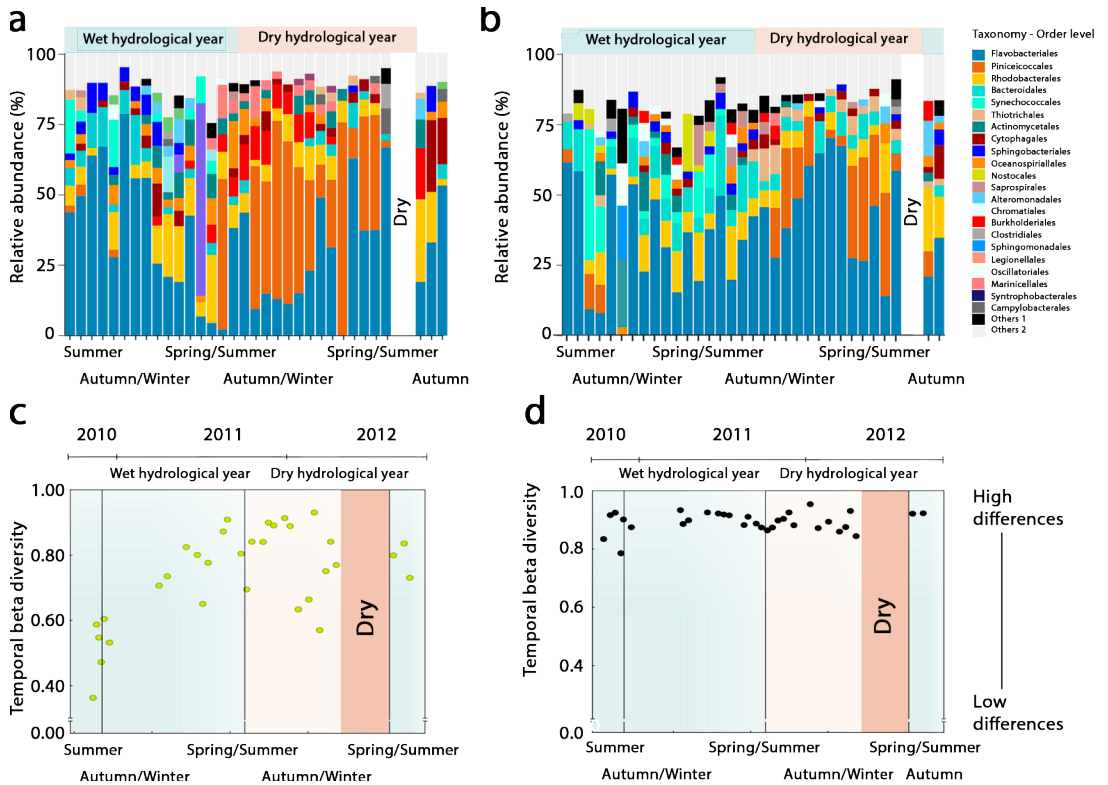 a
b
Wet hydrological year
Dry hydrological year
Wet hydrological year
Dry hydrological year
Taxonomy - Order level
Flavobacteriales
Piniceicoccales
Rhodobacterales
Bacteroidales
Synechococcales
Thiotrichales
Actinomycetales
Cytophagales
Sphingobacteriales
Oceanospirialles
Nostocales
Saprospirales
Alteromonadales
Chromatiales
Burkholderiales
Clostridiales
Sphingomonadales
Legionellales
Oscillatoriales
Marinicellales
Syntrophobacterales
Campylobacterales
Others 1
Others 2
Relative abundance (%)
100
75
50
25
0
Dry
Summer
Spring/Summer
Spring/Summer
Autumn/Winter
Autumn/Winter
Autumn
Relative abundance (%)
100
75
50
25
0
Dry
Summer
Spring/Summer
Spring/Summer
Autumn/Winter
Autumn/Winter
Autumn
c
d
2010
2011
2012
Wet hydrological year
Dry hydrological year
Temporal beta diversity
1.00
0.80
0.60
0.40
0.00
Dry
Summer
Spring/Summer
Spring/Summer
Autumn/Winter
Autumn/Winter
2010
2011
2012
Wet hydrological year
Dry hydrological year
Temporal beta diversity
1.0
0.8
0.6
0.4
0.0
Dry
Summer
Spring/Summer
Spring/Summer
Autumn/Winter
Autumn/Winter
Autumn
High
differences
Low
differences